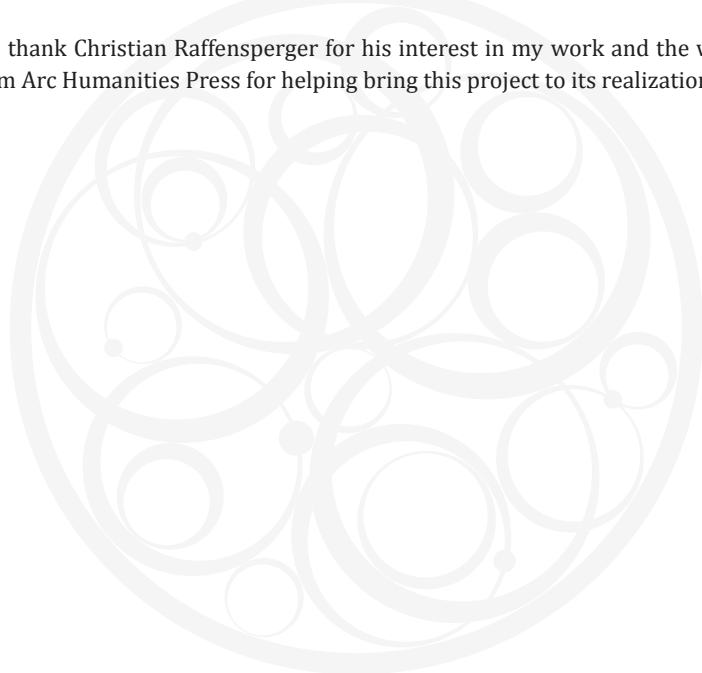 thank Christian Raffensperger for his interest in my work and the
m Arc Humanities Press for helping bring this project to its realization